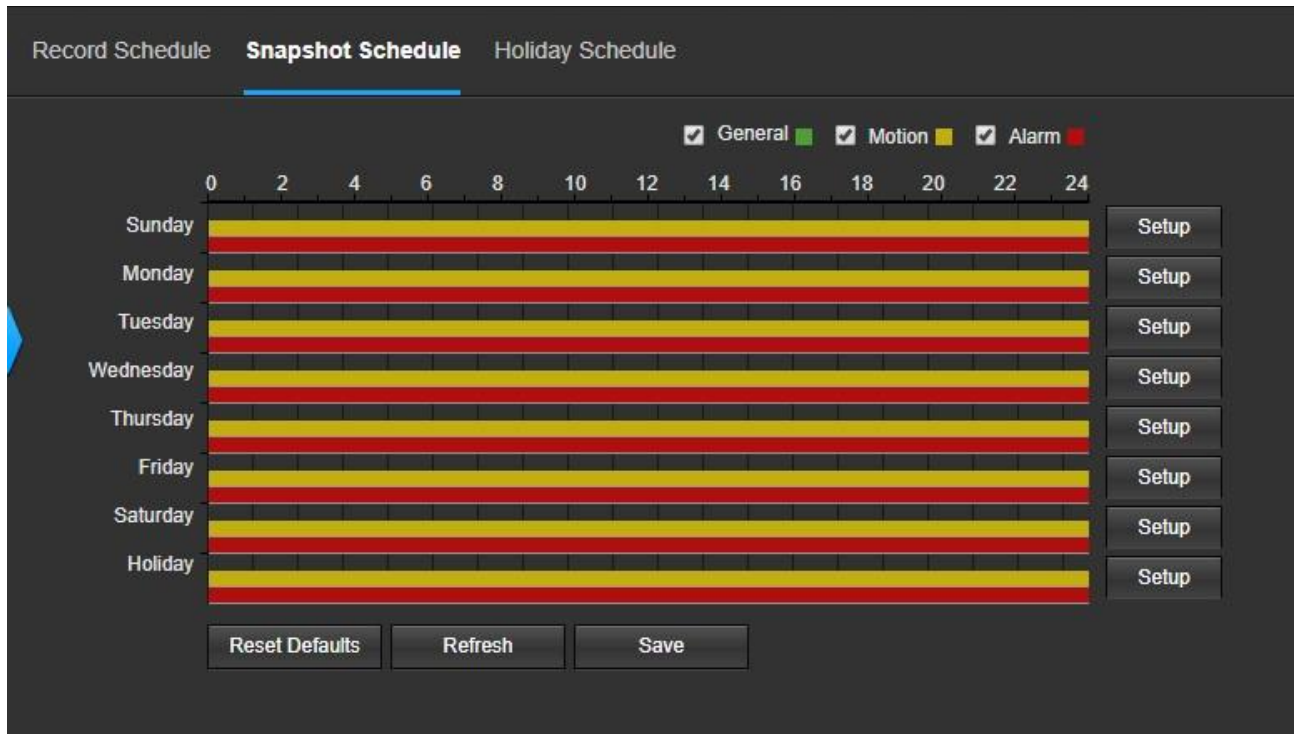 Record Schedule Snapshot Schedule Holiday Schedule
General Motion Alarm
0 2 4 6 8 10 12 14 16 18 20 22 24
Sunday Setup
Monday Setup
Tuesday Setup
Wednesday Setup
Thursday Setup
Friday Setup
Saturday Setup
Holiday Setup
Reset Defaults Refresh Save